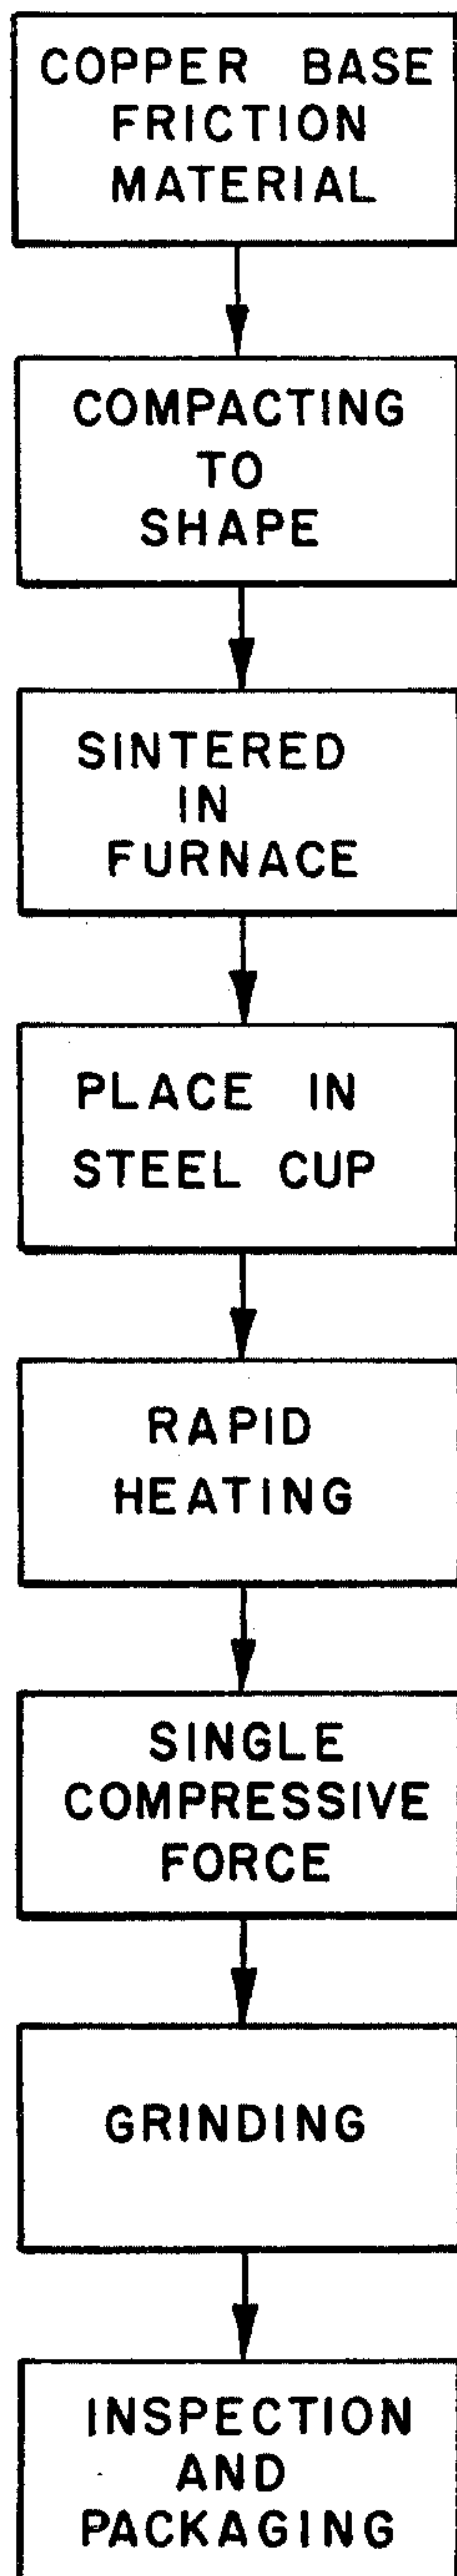 COPPER BASE
FRICTION
MATERIAL
COMPACTING
TO
SHAPE
SINTERED
IN
FURNACE
PLACE IN
STEEL CUP
RAPID
HEATING
SINGLE
COMPRESSIVE
FORCE
GRINDING
INSPECTION
AND
PACKAGING